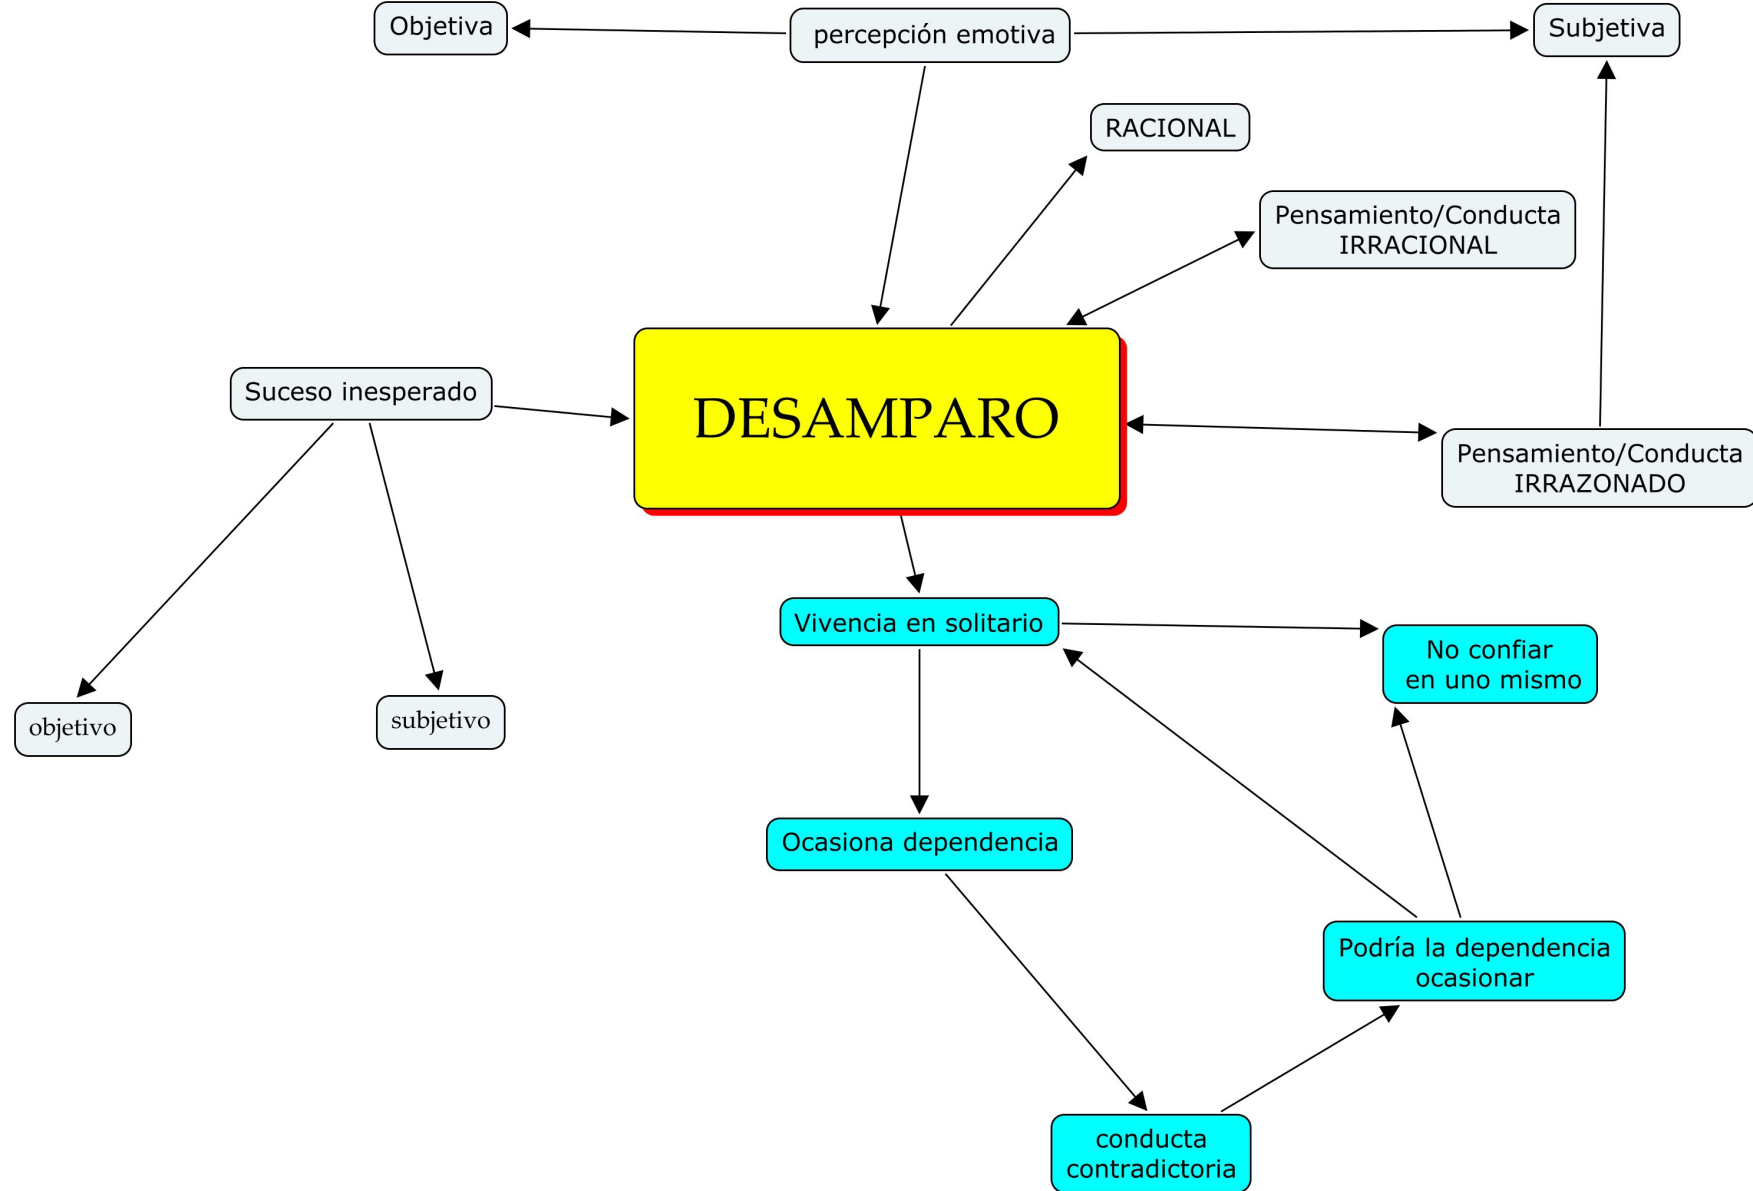 Objetiva
percepción emotiva
Subjetiva
RACIONAL
Pensamiento/Conducta
IRRACIONAL
Suceso inesperado
DESAMPARO
Pensamiento/Conducta
IRRAZONADO
Vivencia en solitario
No confiar
en uno mismo
objetivo
subjetivo
Ocasiona dependencia
Podría la dependencia
ocasionar
conducta
contradictoria